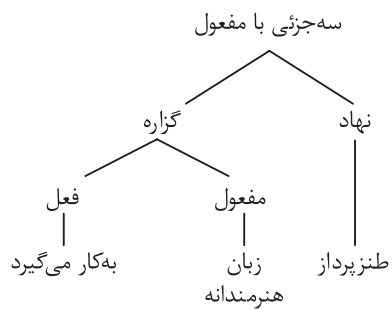 سه‌جزئی با مفعول
نهاد
گزاره
مفعول
فعل
طنزپرداز
زبان
هنرمندانه
به‌کار می‌گیرد